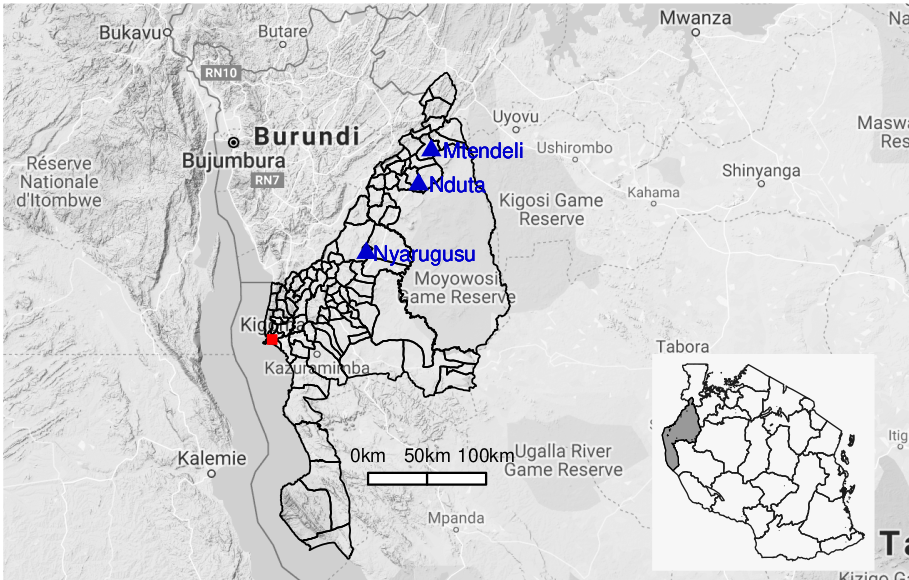 Bukavu
Butare
Mwanza
Na
RN10
Burundi
Bujumbura
RN7
Uyovu
Mtendeli
Ushirombo
Maswa
Res
Réserve
Nationale
d'Itombwe
Nduta
Kigosi Game
Reserve
Kahama
Shinyanga
Nyarugusu
Moyowosi
Game Reserve
Kigoma
Kazuramimba
Tabora
Kalemie
0km 50km 100km
Ugalla River
Game Reserve
Mpanda
Itig
Ta
Kizigo Ga